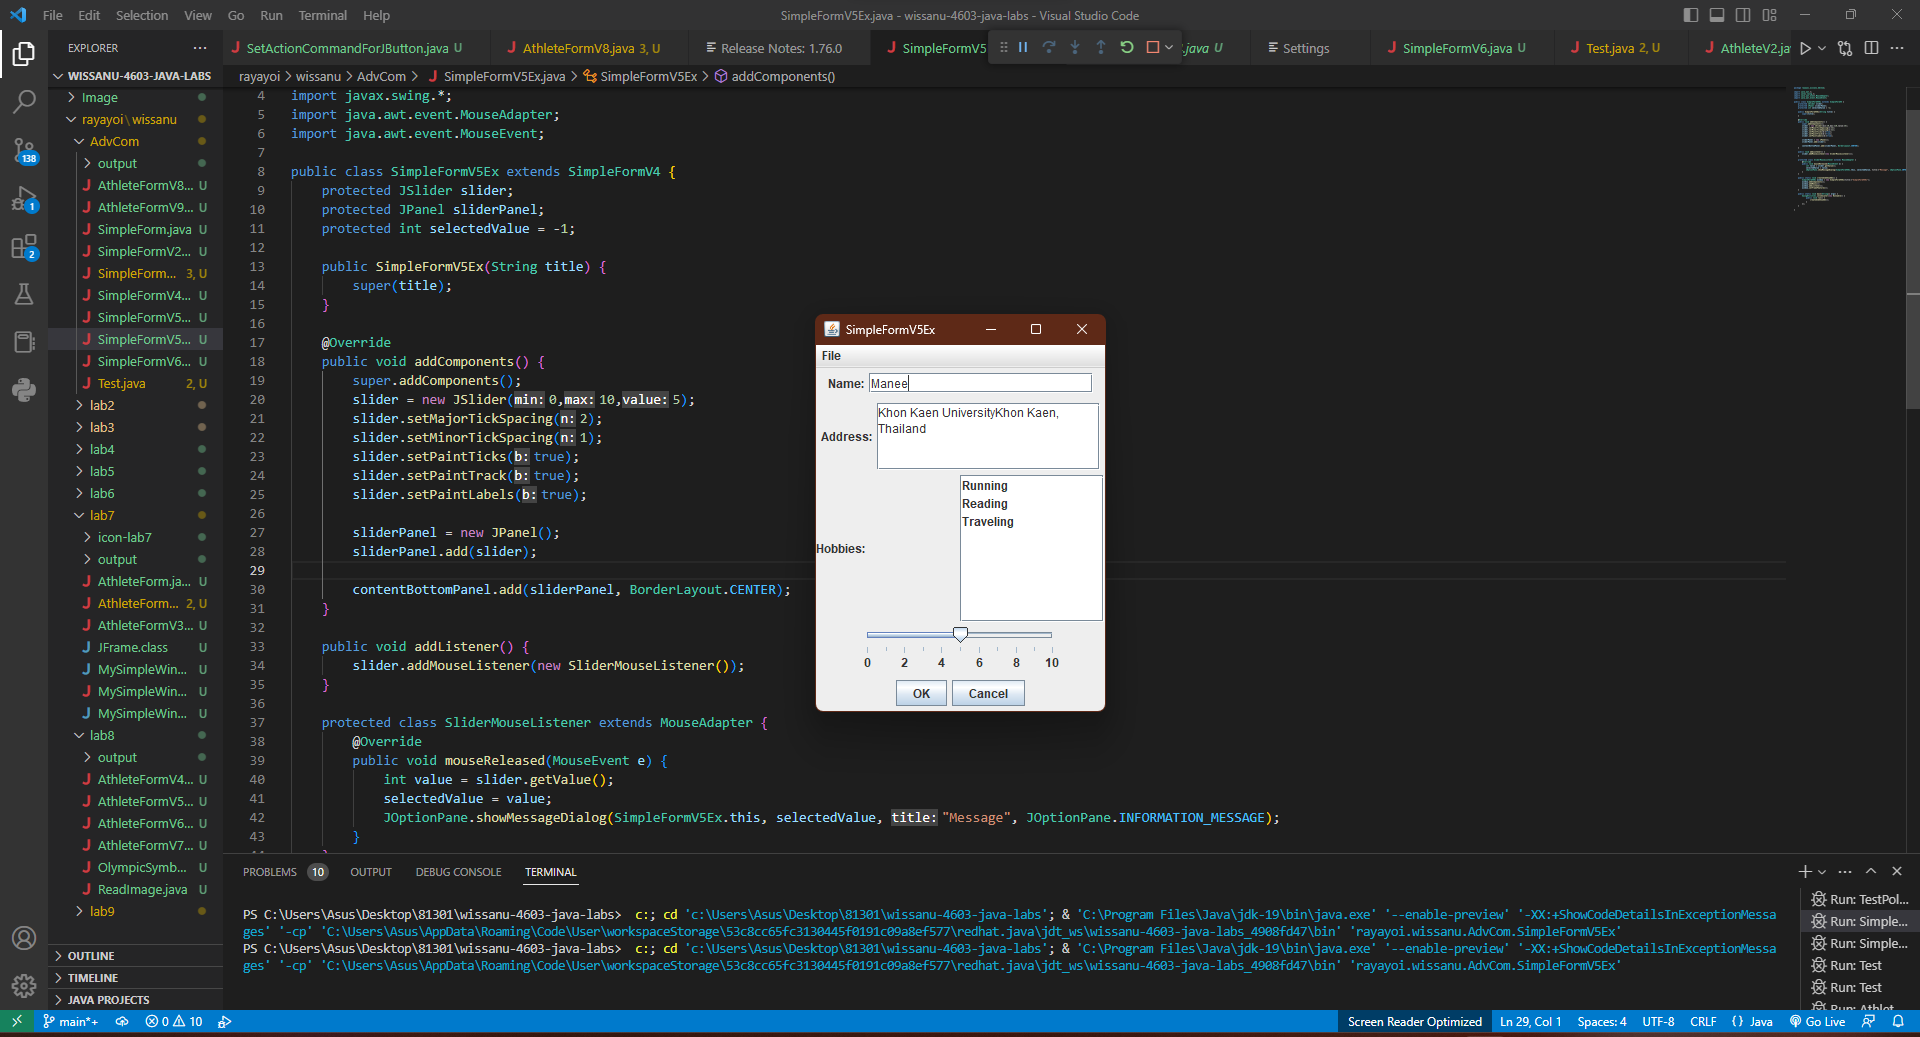 File Edit Selection View Go Run Terminal Help
SimpleFormV5Ex.java - wissanu-4603-java-labs - Visual Studio Code
EXPLORER
SetActionCommandForJButton.java U
AthleteFormV8.java 3, U
Release Notes: 1.76.0
SimpleFormV5
.java U
Settings
SimpleFormV6.java U
Test.java 2, U
AthleteV2.jav
WISSANU-4603-JAVA-LABS
rayayoi > wissanu > AdvCom > SimpleFormV5Ex.java > SimpleFormV5Ex > addComponents()
Image
rayayoi\wissanu
AdvCom
output
AthleteFormV8... U
AthleteFormV9... U
SimpleForm.java U
SimpleFormV2... U
SimpleForm... 3, U
SimpleFormV4... U
SimpleFormV5... U
SimpleFormV5... U
SimpleFormV6... U
Test.java 2, U
lab2
lab3
lab4
lab5
lab6
lab7
icon-lab7
output
AthleteForm.ja... U
AthleteForm... 2, U
AthleteFormV3... U
JFrame.class U
MySimpleWin... U
MySimpleWin... U
MySimpleWin... U
lab8
output
AthleteFormV4... U
AthleteFormV5... U
AthleteFormV6... U
AthleteFormV7... U
OlympicSymb... U
ReadImage.java U
lab9
OUTLINE
TIMELINE
JAVA PROJECTS
138
1
2
4 import javax.swing.*;
5 import java.awt.event.MouseAdapter;
6 import java.awt.event.MouseEvent;
7
8 public class SimpleFormV5Ex extends SimpleFormV4 {
9 protected JSlider slider;
10 protected JPanel sliderPanel;
11 protected int selectedValue = -1;
12
13 public SimpleFormV5Ex(String title) {
14 super(title);
15 }
16
17 @Override
18 public void addComponents() {
19 super.addComponents();
20 slider = new JSlider(min: 0,max: 10,value: 5);
21 slider.setMajorTickSpacing(n: 2);
22 slider.setMinorTickSpacing(n: 1);
23 slider.setPaintTicks(b: true);
24 slider.setPaintTrack(b: true);
25 slider.setPaintLabels(b: true);
26
27 sliderPanel = new JPanel();
28 sliderPanel.add(slider);
29
30 contentBottomPanel.add(sliderPanel, BorderLayout.CENTER);
31 }
32
33 public void addListener() {
34 slider.addMouseListener(new SliderMouseListener());
35 }
36
37 protected class SliderMouseListener extends MouseAdapter {
38 @Override
39 public void mouseReleased(MouseEvent e) {
40 int value = slider.getValue();
41 selectedValue = value;
42 JOptionPane.showMessageDialog(SimpleFormV5Ex.this, selectedValue, title: "Message", JOptionPane.INFORMATION_MESSAGE);
43 }
SimpleFormV5Ex
File
Name: Manee
Address: Khon Kaen UniversityKhon Kaen,
Thailand
Hobbies:
Running
Reading
Traveling
0 2 4 6 8 10
OK Cancel
PROBLEMS 10 OUTPUT DEBUG CONSOLE TERMINAL
PS C:\Users\Asus\Desktop\81301\wissanu-4603-java-labs> c:; cd 'c:\Users\Asus\Desktop\81301\wissanu-4603-java-labs'; & 'C:\Program Files\Java\jdk-19\bin\java.exe' '--enable-preview' '-XX:+ShowCodeDetailsInExceptionMessa
ges' '-cp' 'C:\Users\Asus\AppData\Roaming\Code\User\workspaceStorage\53c8cc65fc3130445f0191c09a8ef577\redhat.java\jdt_ws\wissanu-4603-java-labs_4908fd47\bin' 'rayayoi.wissanu.AdvCom.SimpleFormV5Ex'
PS C:\Users\Asus\Desktop\81301\wissanu-4603-java-labs> c:; cd 'c:\Users\Asus\Desktop\81301\wissanu-4603-java-labs'; & 'C:\Program Files\Java\jdk-19\bin\java.exe' '--enable-preview' '-XX:+ShowCodeDetailsInExceptionMessa
ges' '-cp' 'C:\Users\Asus\AppData\Roaming\Code\User\workspaceStorage\53c8cc65fc3130445f0191c09a8ef577\redhat.java\jdt_ws\wissanu-4603-java-labs_4908fd47\bin' 'rayayoi.wissanu.AdvCom.SimpleFormV5Ex'
Run: TestPol...
Run: Simple...
Run: Simple...
Run: Test
Run: Test
Run: Athlet
main*+ 0 10
Screen Reader Optimized Ln 29, Col 1 Spaces: 4 UTF-8 CRLF {} Java Go Live